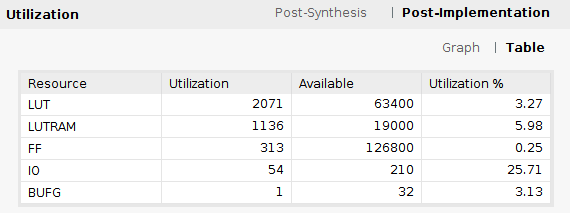 Utilization Post-Synthesis | Post-Implementation
Graph | Table
Resource Utilization Available Utilization %
LUT 2071 63400 3.27
LUTRAM 1136 19000 5.98
FF 313 126800 0.25
IO 54 210 25.71
BUFG 1 32 3.13